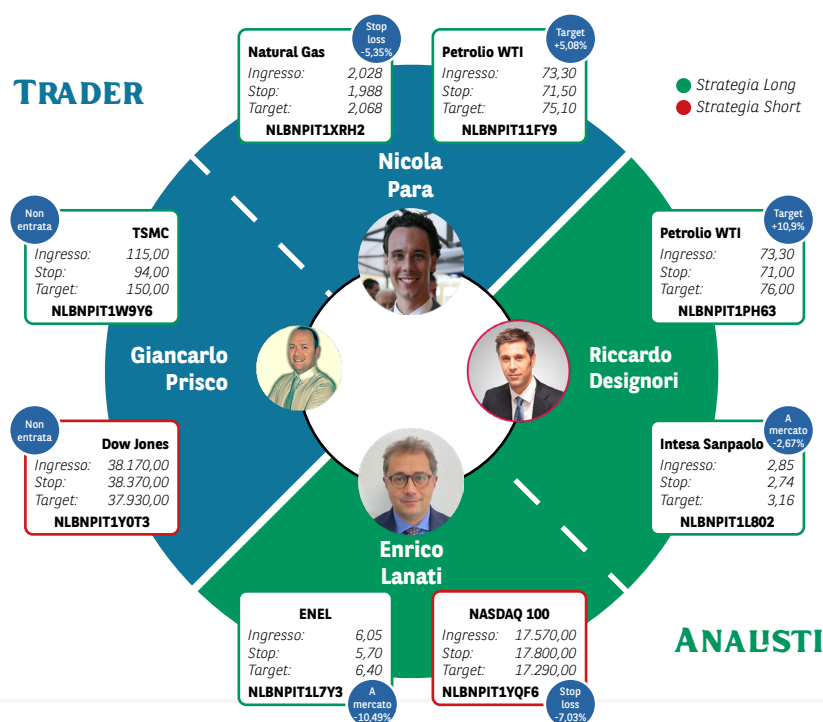 TRADER
Stop
loss
-5,35%
Natural Gas
Ingresso: 2,028
Stop: 1,988
Target: 2,068
NLBNPIT1XRH2
Target
+5,08%
Petrolio WTI
Ingresso: 73,30
Stop: 71,50
Target: 75,10
NLBNPIT11FY9
Strategia Long
Strategia Short
Nicola
Para
Non
entrata
TSMC
Ingresso: 115,00
Stop: 94,00
Target: 150,00
NLBNPIT1W9Y6
Target
+10,9%
Petrolio WTI
Ingresso: 73,30
Stop: 71,00
Target: 76,00
NLBNPIT1PH63
Giancarlo
Prisco
Riccardo
Designori
Non
entrata
Dow Jones
Ingresso: 38.170,00
Stop: 38.370,00
Target: 37.930,00
NLBNPIT1Y0T3
A
mercato
-2,67%
Intesa Sanpaolo
Ingresso: 2,85
Stop: 2,74
Target: 3,16
NLBNPIT1L802
Enrico
Lanati
ENEL
Ingresso: 6,05
Stop: 5,70
Target: 6,40
NLBNPIT1L7Y3
A
mercato
-10,49%
NASDAQ 100
Ingresso: 17.570,00
Stop: 17.800,00
Target: 17.290,00
NLBNPIT1YQF6
Stop
loss
-7,03%
ANALISTI